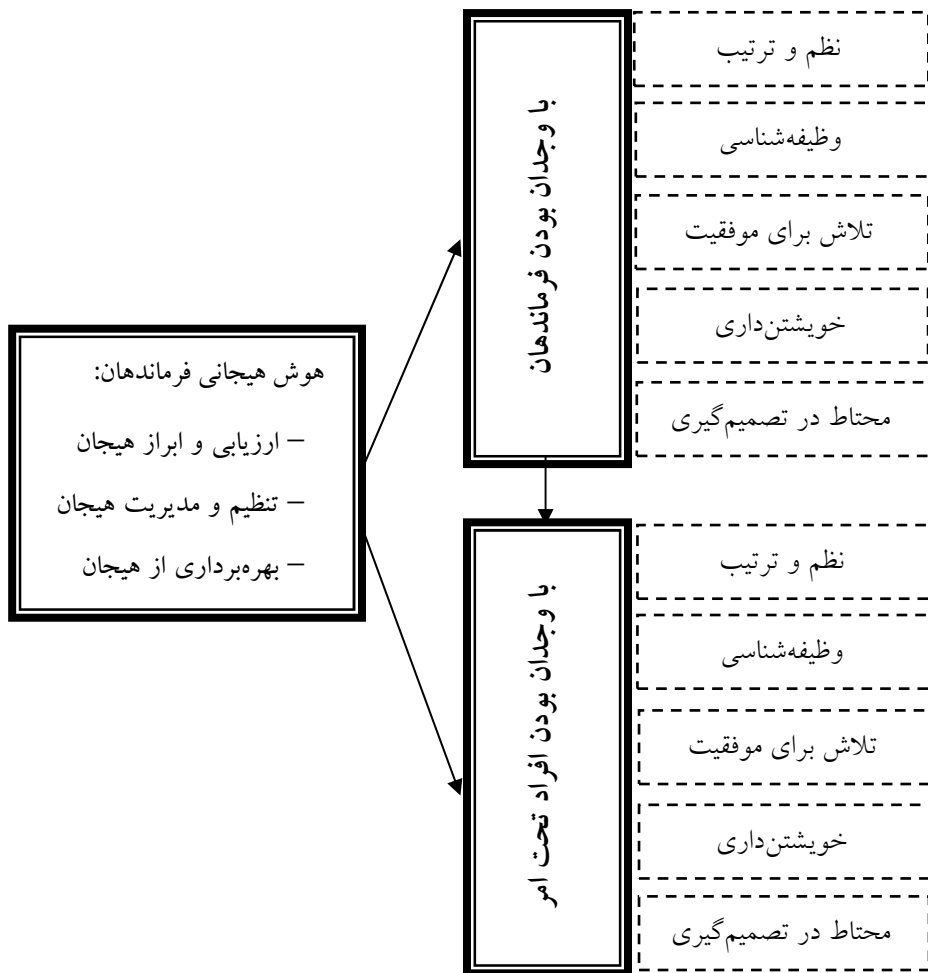 با وجدان بودن فرماندهان
نظم و ترتیب
وظیفه‌شناسی
تلاش برای موفقیت
خویشتن‌داری
محتاط در تصمیم‌گیری
هوش هیجانی فرماندهان:
– ارزیابی و ابراز هیجان
– تنظیم و مدیریت هیجان
– بهره‌برداری از هیجان
با وجدان بودن افراد تحت امر
نظم و ترتیب
وظیفه‌شناسی
تلاش برای موفقیت
خویشتن‌داری
محتاط در تصمیم‌گیری